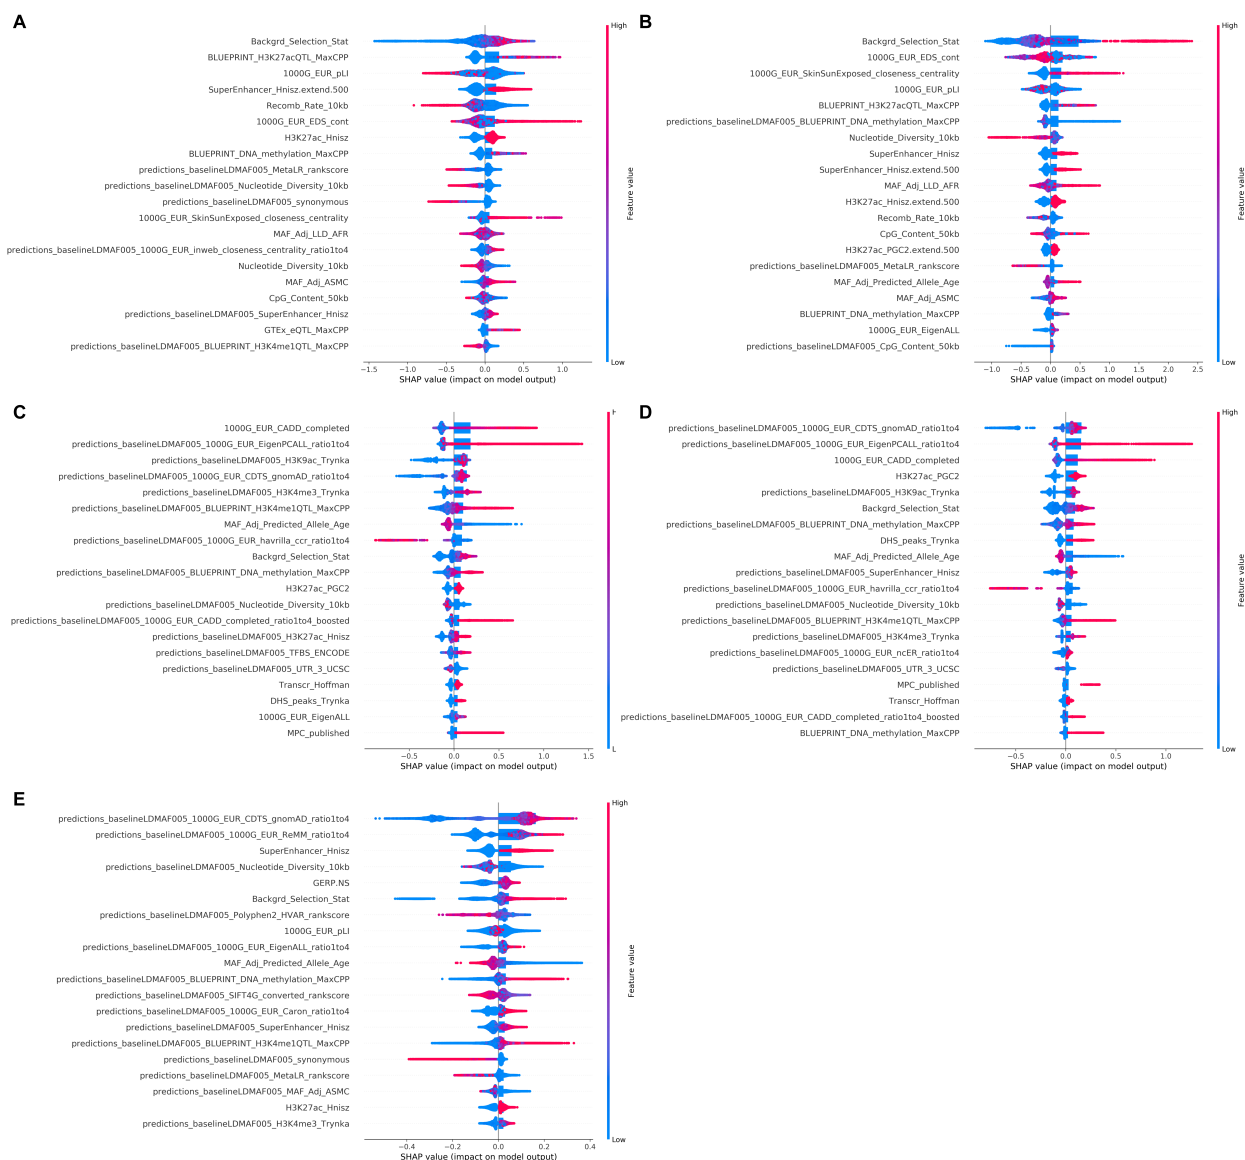 A
Backgrd_Selection_Stat
BLUEPRINT_H3K27acQTL_MaxCPP
1000G_EUR_pLI
SuperEnhancer_Hnisz.extend.500
Recomb_Rate_10kb
1000G_EUR_EDS_cont
H3K27ac_Hnisz
BLUEPRINT_DNA_methylation_MaxCPP
predictions_baselineLDMAF005_MetaLR_rankscore
predictions_baselineLDMAF005_Nucleotide_Diversity_10kb
predictions_baselineLDMAF005_synonymous
1000G_EUR_SkinSunExposed_closeness_centrality
MAF_Adj_LLD_AFR
predictions_baselineLDMAF005_1000G_EUR_inweb_closeness_centrality_ratio1to4
Nucleotide_Diversity_10kb
MAF_Adj_ASMC
CpG_Content_50kb
predictions_baselineLDMAF005_SuperEnhancer_Hnisz
GTEx_eQTL_MaxCPP
predictions_baselineLDMAF005_BLUEPRINT_H3K4me1QTL_MaxCPP
−1.5 −1.0 −0.5 0.0 0.5 1.0
SHAP value (impact on model output)
High
Feature value
Low
B
Backgrd_Selection_Stat
1000G_EUR_EDS_cont
1000G_EUR_SkinSunExposed_closeness_centrality
1000G_EUR_pLI
BLUEPRINT_H3K27acQTL_MaxCPP
predictions_baselineLDMAF005_BLUEPRINT_DNA_methylation_MaxCPP
Nucleotide_Diversity_10kb
SuperEnhancer_Hnisz
SuperEnhancer_Hnisz.extend.500
MAF_Adj_LLD_AFR
H3K27ac_Hnisz.extend.500
Recomb_Rate_10kb
CpG_Content_50kb
H3K27ac_PGC2.extend.500
predictions_baselineLDMAF005_MetaLR_rankscore
MAF_Adj_Predicted_Allele_Age
MAF_Adj_ASMC
BLUEPRINT_DNA_methylation_MaxCPP
1000G_EUR_EigenALL
predictions_baselineLDMAF005_CpG_Content_50kb
−1.0 −0.5 0.0 0.5 1.0 1.5 2.0 2.5
SHAP value (impact on model output)
High
Feature value
Low
C
1000G_EUR_CADD_completed
predictions_baselineLDMAF005_1000G_EUR_EigenPCALL_ratio1to4
predictions_baselineLDMAF005_H3K9ac_Trynka
predictions_baselineLDMAF005_1000G_EUR_CDTS_gnomAD_ratio1to4
predictions_baselineLDMAF005_H3K4me3_Trynka
predictions_baselineLDMAF005_BLUEPRINT_H3K4me1QTL_MaxCPP
MAF_Adj_Predicted_Allele_Age
predictions_baselineLDMAF005_1000G_EUR_havrilla_ccr_ratio1to4
Backgrd_Selection_Stat
predictions_baselineLDMAF005_BLUEPRINT_DNA_methylation_MaxCPP
H3K27ac_PGC2
predictions_baselineLDMAF005_Nucleotide_Diversity_10kb
predictions_baselineLDMAF005_1000G_EUR_CADD_completed_ratio1to4_boosted
predictions_baselineLDMAF005_H3K27ac_Hnisz
predictions_baselineLDMAF005_TFBS_ENCODE
predictions_baselineLDMAF005_UTR_3_UCSC
Transcr_Hoffman
DHS_peaks_Trynka
1000G_EUR_EigenALL
MPC_published
−0.5 0.0 0.5 1.0 1.5
SHAP value (impact on model output)
D
predictions_baselineLDMAF005_1000G_EUR_CDTS_gnomAD_ratio1to4
predictions_baselineLDMAF005_1000G_EUR_EigenPCALL_ratio1to4
1000G_EUR_CADD_completed
H3K27ac_PGC2
predictions_baselineLDMAF005_H3K9ac_Trynka
Backgrd_Selection_Stat
predictions_baselineLDMAF005_BLUEPRINT_DNA_methylation_MaxCPP
DHS_peaks_Trynka
MAF_Adj_Predicted_Allele_Age
predictions_baselineLDMAF005_SuperEnhancer_Hnisz
predictions_baselineLDMAF005_1000G_EUR_havrilla_ccr_ratio1to4
predictions_baselineLDMAF005_Nucleotide_Diversity_10kb
predictions_baselineLDMAF005_BLUEPRINT_H3K4me1QTL_MaxCPP
predictions_baselineLDMAF005_H3K4me3_Trynka
predictions_baselineLDMAF005_1000G_EUR_ncER_ratio1to4
predictions_baselineLDMAF005_UTR_3_UCSC
MPC_published
Transcr_Hoffman
predictions_baselineLDMAF005_1000G_EUR_CADD_completed_ratio1to4_boosted
BLUEPRINT_DNA_methylation_MaxCPP
−0.5 0.0 0.5 1.0
SHAP value (impact on model output)
High
Feature value
Low
E
predictions_baselineLDMAF005_1000G_EUR_CDTS_gnomAD_ratio1to4
predictions_baselineLDMAF005_1000G_EUR_ReMM_ratio1to4
SuperEnhancer_Hnisz
predictions_baselineLDMAF005_Nucleotide_Diversity_10kb
GERP.NS
Backgrd_Selection_Stat
predictions_baselineLDMAF005_Polyphen2_HVAR_rankscore
1000G_EUR_pLI
predictions_baselineLDMAF005_1000G_EUR_EigenALL_ratio1to4
MAF_Adj_Predicted_Allele_Age
predictions_baselineLDMAF005_BLUEPRINT_DNA_methylation_MaxCPP
predictions_baselineLDMAF005_SIFT4G_converted_rankscore
predictions_baselineLDMAF005_1000G_EUR_Caron_ratio1to4
predictions_baselineLDMAF005_SuperEnhancer_Hnisz
predictions_baselineLDMAF005_BLUEPRINT_H3K4me1QTL_MaxCPP
predictions_baselineLDMAF005_synonymous
predictions_baselineLDMAF005_MetaLR_rankscore
predictions_baselineLDMAF005_MAF_Adj_ASMC
H3K27ac_Hnisz
predictions_baselineLDMAF005_H3K4me3_Trynka
−0.4 −0.2 0.0 0.2 0.4
SHAP value (impact on model output)
High
Feature value
Low